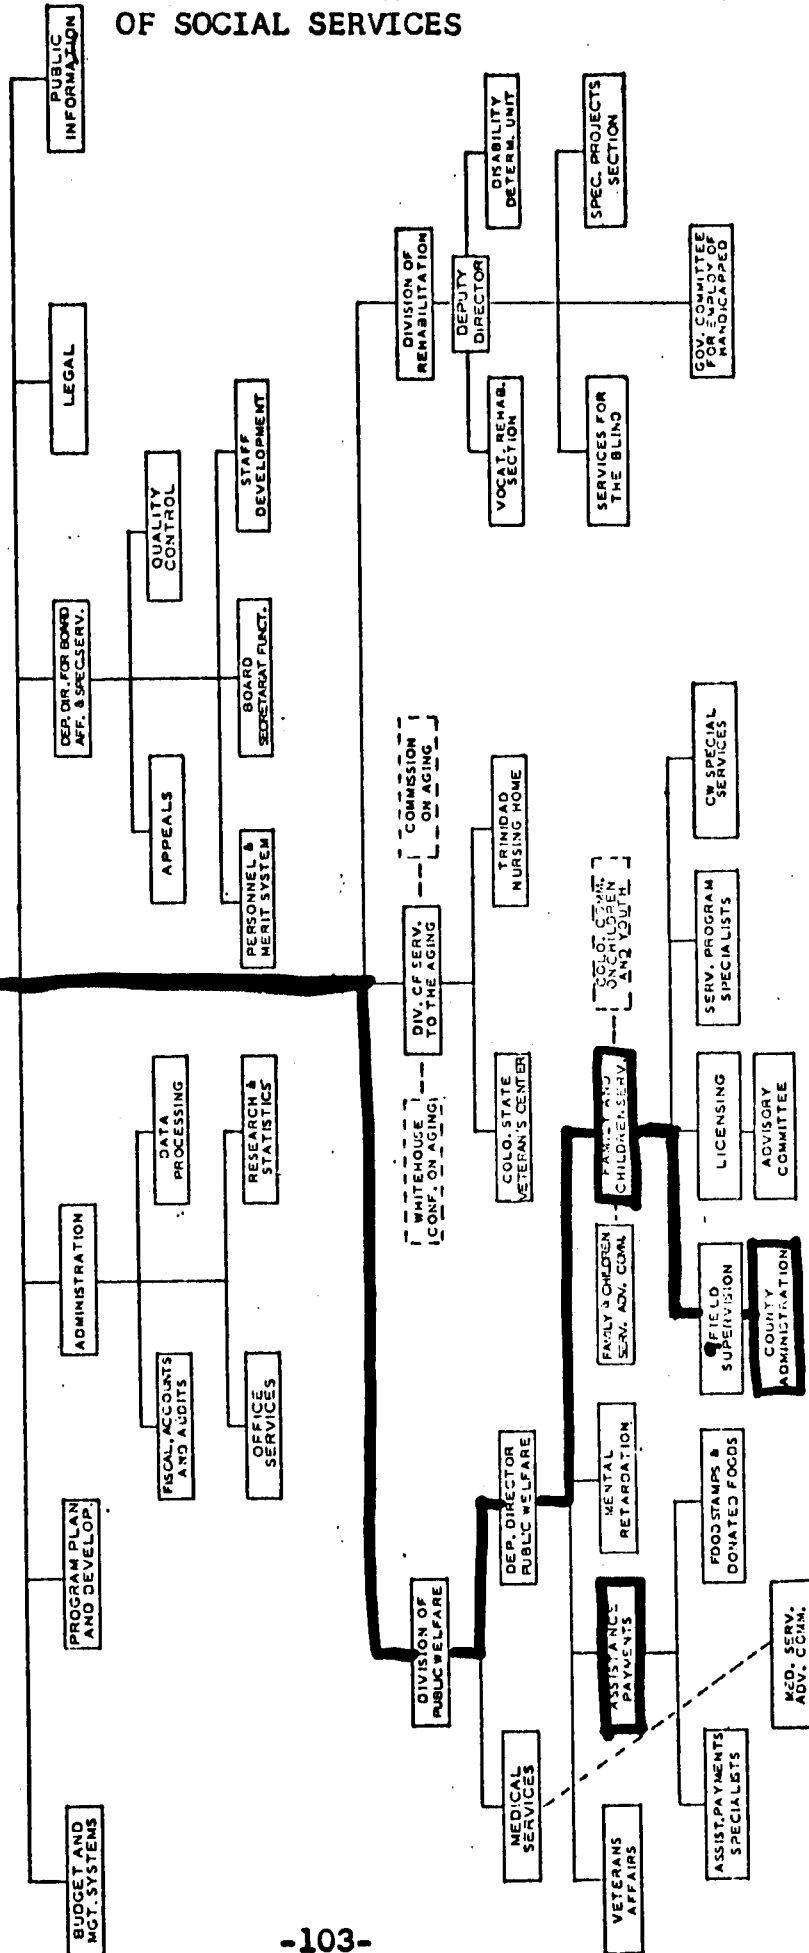 OF SOCIAL SERVICES
BUDGET AND
MGT. SYSTEMS
PROGRAM PLAN
AND DEVELOP.
ADMINISTRATION
DEP. DIR. FOR BOARD
AFF. & SPEC. SERV.
LEGAL
PUBLIC
INFORMATION
FISCAL, ACCOUNTS
AND AUDITS
DATA
PROCESSING
OFFICE
SERVICES
RESEARCH &
STATISTICS
APPEALS
QUALITY
CONTROL
PERSONNEL &
MERIT SYSTEM
BOARD
SECRETARIAT FUNCT.
STAFF
DEVELOPMENT
DIVISION OF
PUBLIC WELFARE
WHITEHOUSE
CONF. ON AGING
DIV. OF SERV.
TO THE AGING
COMMISSION
ON AGING
DIVISION OF
REHABILITATION
DEPUTY
DIRECTOR
MEDICAL
SERVICES
DEP. DIRECTOR
PUBLIC WELFARE
COLO. STATE
VETERAN'S CENTER
TRINIDAD
NURSING HOME
VOCAT. REHAB.
SECTION
DISABILITY
DETERM. UNIT
VETERANS
AFFAIRS
ASSISTANCE
PAYMENTS
MENTAL
RETARDATION
FAMILY & CHILDREN
SERV. ADV. COMM.
FAMILY AND
CHILDREN SERV.
COLO. COMM.
ON CHILDREN
AND YOUTH
SERVICES FOR
THE BLIND
SPEC. PROJECTS
SECTION
ASSIST. PAYMENTS
SPECIALISTS
FOOD STAMPS &
DONATED FOODS
FIELD
SUPERVISION
LICENSING
SERV. PROGRAM
SPECIALISTS
CW SPECIAL
SERVICES
GOV. COMMITTEE
FOR EMPLOY OF
HANDICAPPED
MED. SERV.
ADV. COMM.
COUNTY
ADMINISTRATION
ADVISORY
COMMITTEE
-103-